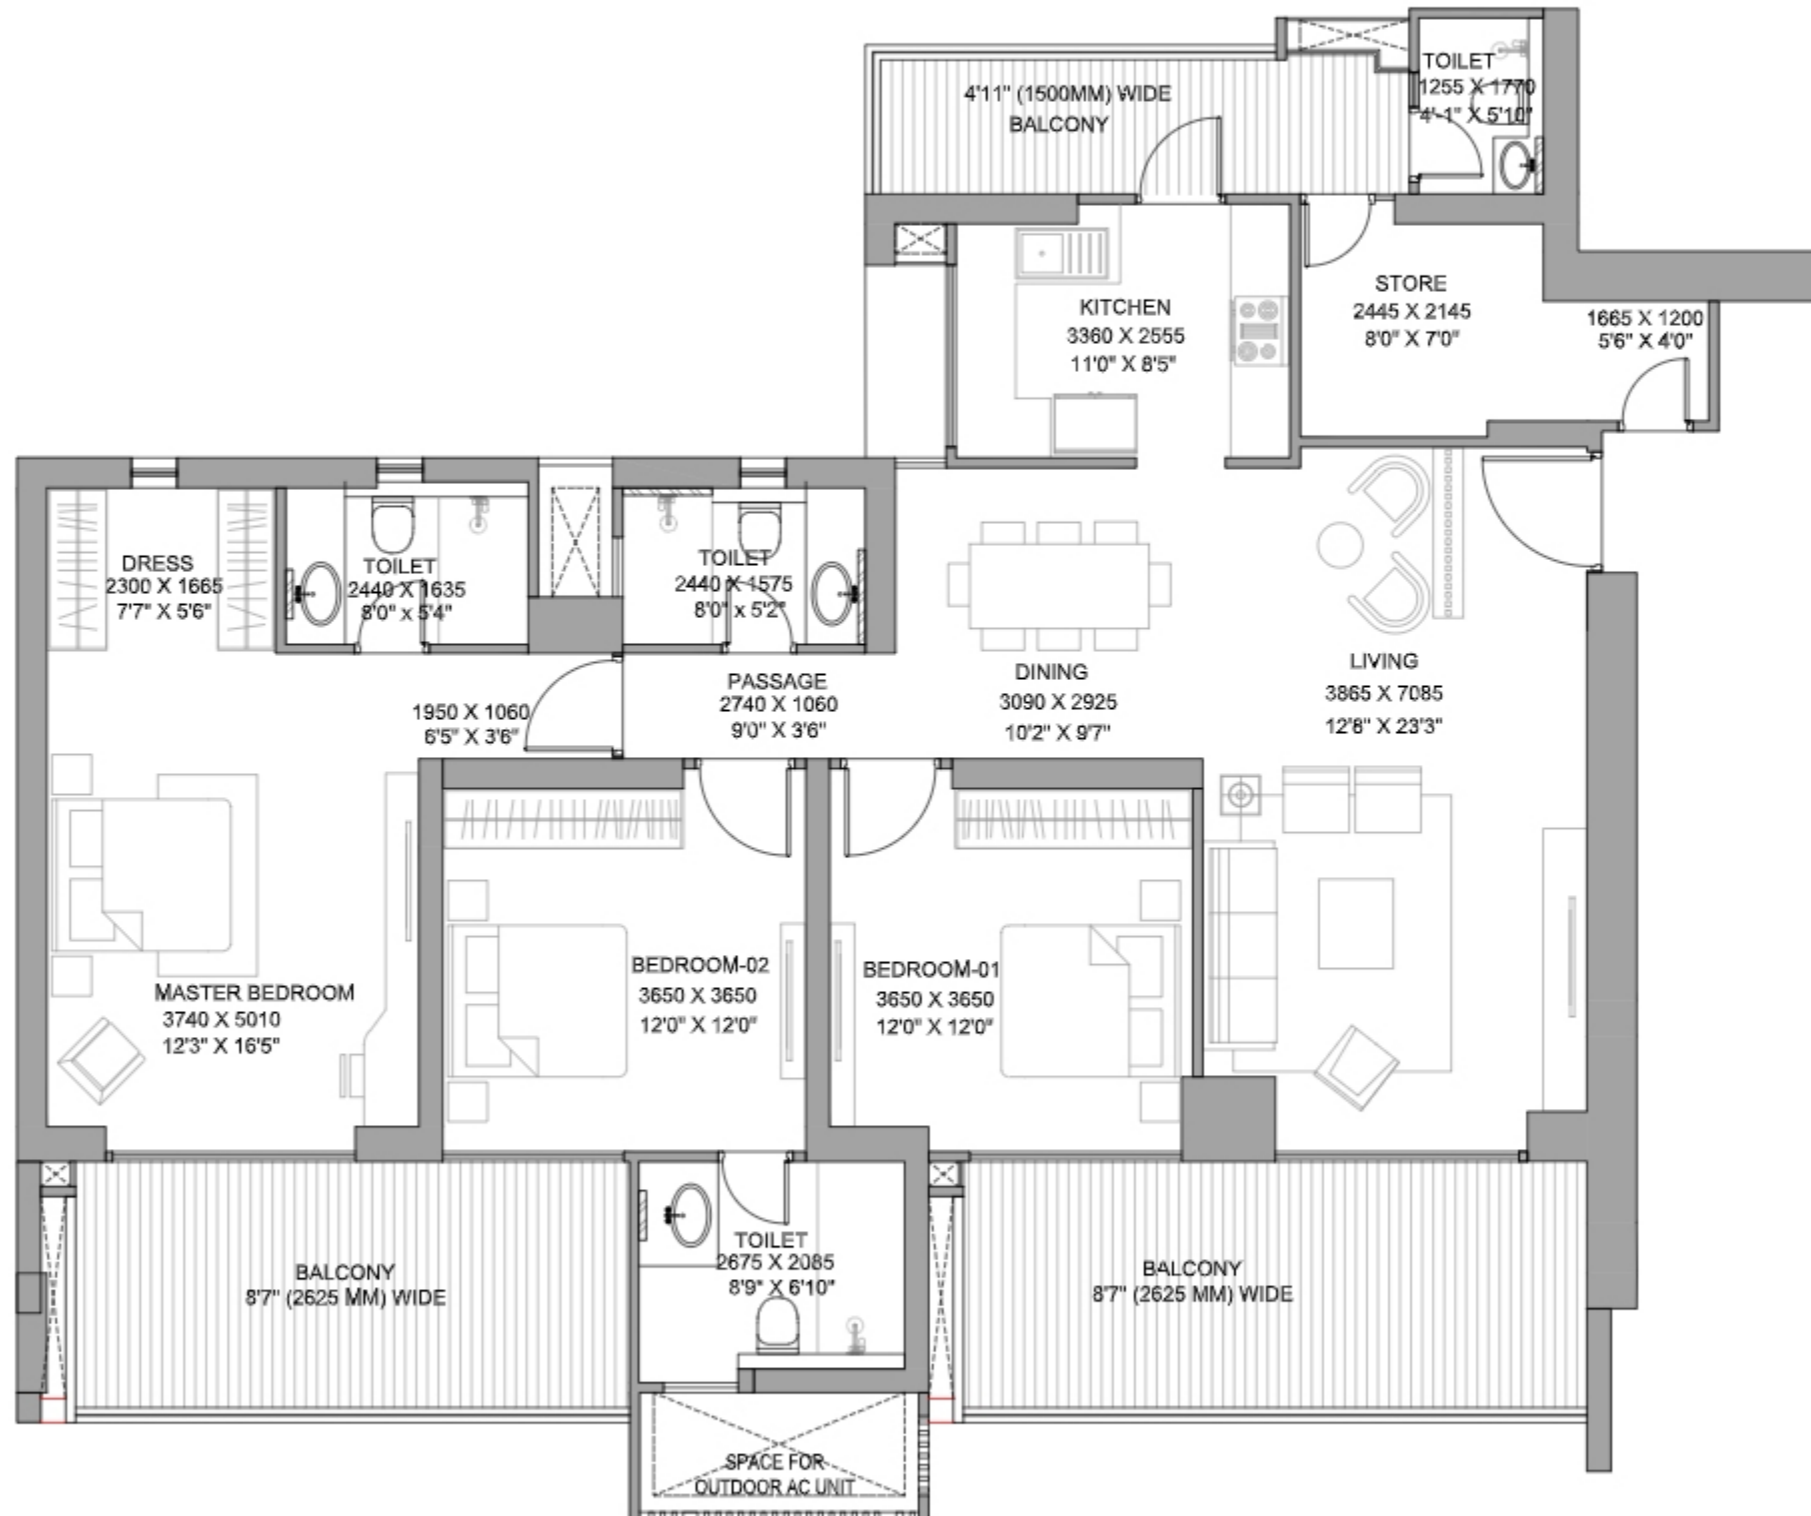 TOILET
1255 X 1770
4'-1" X 5'10"
4'11" (1500MM) WIDE
BALCONY
KITCHEN
3360 X 2555
11'0" X 8'5"
STORE
2445 X 2145
8'0" X 7'0"
1665 X 1200
5'6" X 4'0"
DRESS
2300 X 1665
7'7" X 5'6"
TOILET
2440 X 1635
8'0" x 5'4"
TOILET
2440 X 1575
8'0" x 5'2"
1950 X 1060
6'5" X 3'6"
PASSAGE
2740 X 1060
9'0" X 3'6"
DINING
3090 X 2925
10'2" X 9'7"
LIVING
3865 X 7085
12'8" X 23'3"
MASTER BEDROOM
3740 X 5010
12'3" X 16'5"
BEDROOM-02
3650 X 3650
12'0" X 12'0"
BEDROOM-01
3650 X 3650
12'0" X 12'0"
BALCONY
8'7" (2625 MM) WIDE
TOILET
2675 X 2085
8'9" X 6'10"
BALCONY
8'7" (2625 MM) WIDE
SPACE FOR
OUTDOOR AC UNIT